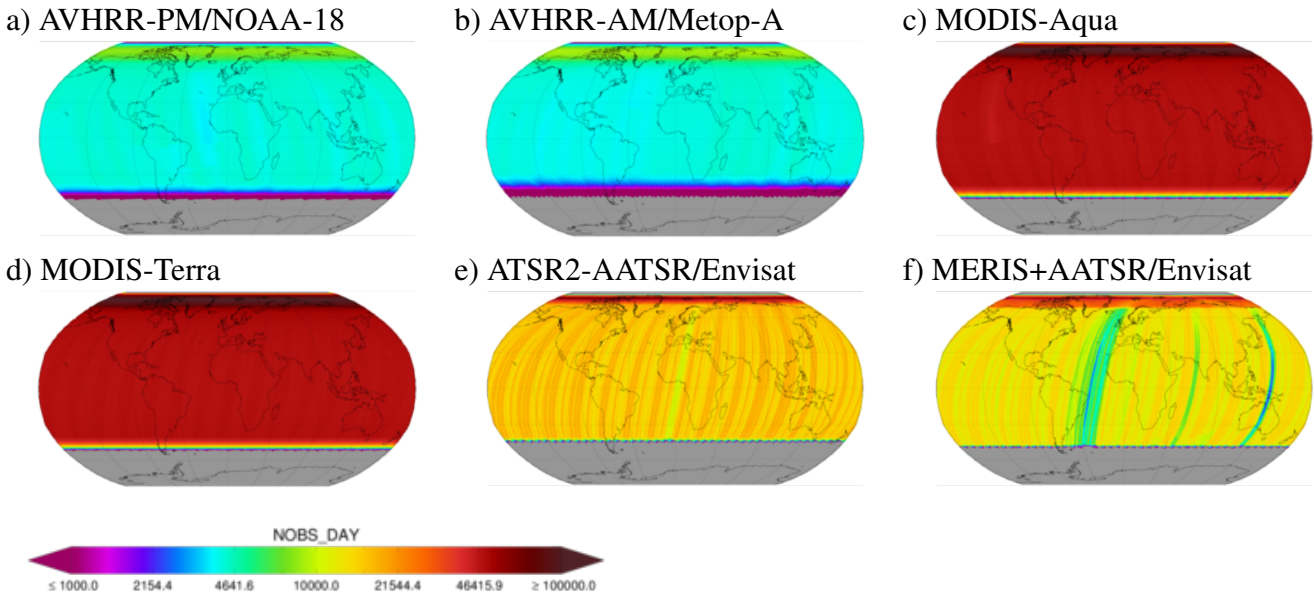 a) AVHRR-PM/NOAA-18
b) AVHRR-AM/Metop-A
c) MODIS-Aqua
d) MODIS-Terra
e) ATSR2-AATSR/Envisat
f) MERIS+AATSR/Envisat
NOBS_DAY
≤ 1000.0 2154.4 4641.6 10000.0 21544.4 46415.9 ≥ 100000.0